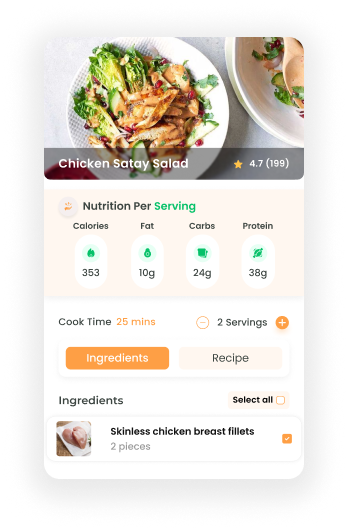 Chicken Satay Salad 4.7 (199)
Nutrition Per Serving
Calories Fat Carbs Protein
353 10g 24g 38g
Cook Time 25 mins 2 Servings
Ingredients Recipe
Ingredients Select all
Skinless chicken breast fillets
2 pieces